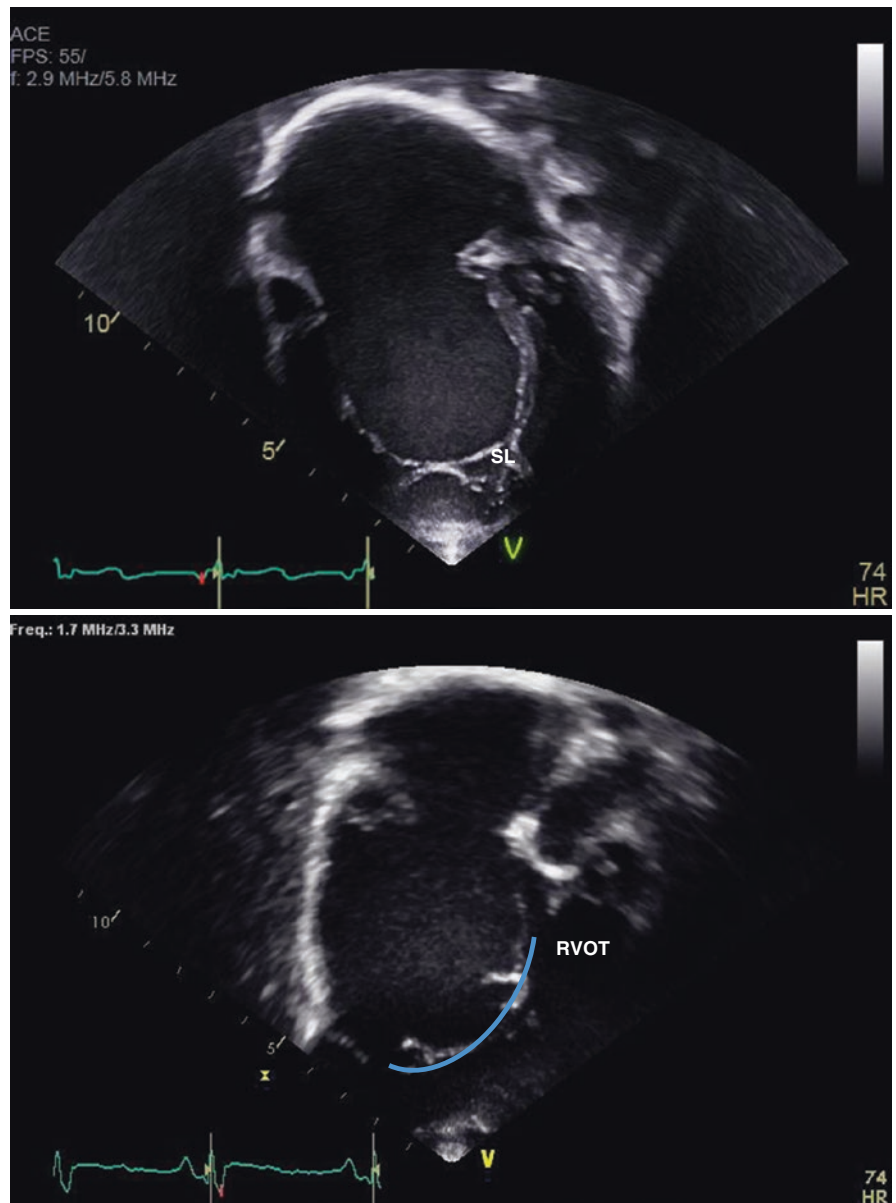 ACE
FPS: 55/
f: 2.9 MHz/5.8 MHz
10
5
SL
V
74
HR
Freq.: 1.7 MHz/3.3 MHz
RVOT
10
5
V
74
HR